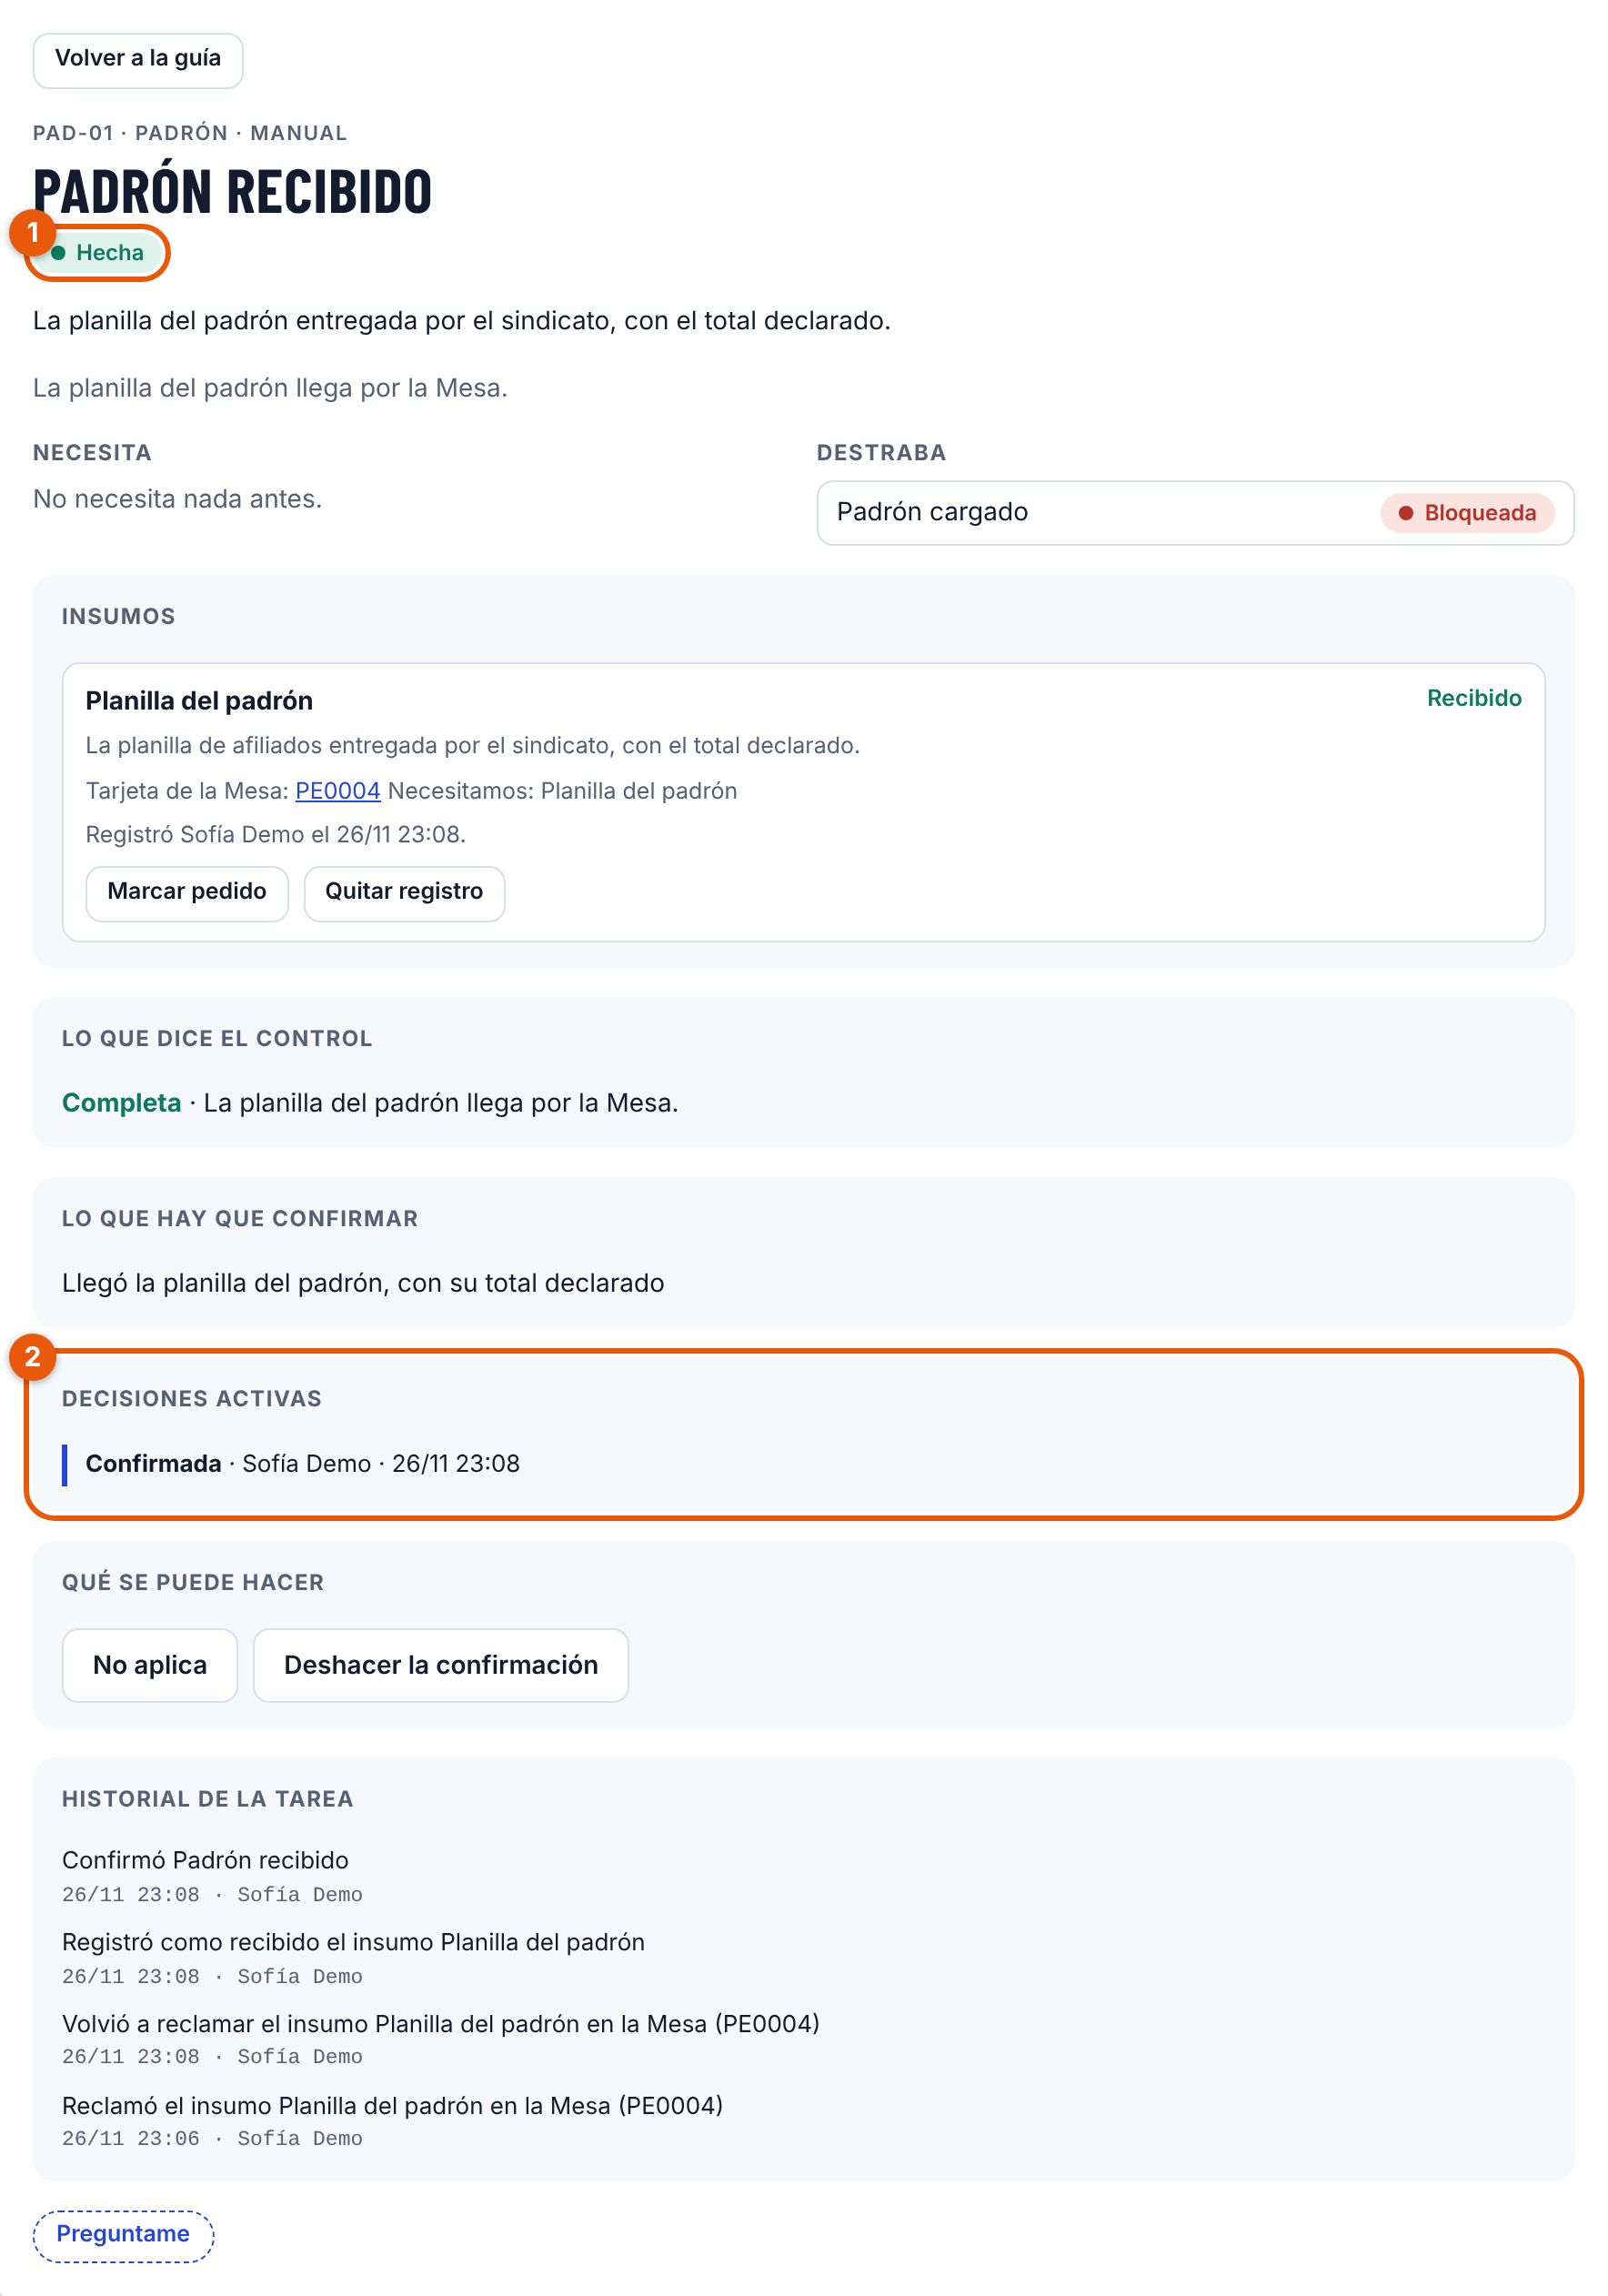 Volver a la guía
PAD-01 · PADRÓN · MANUAL
PADRÓN RECIBIDO
1
Hecha
La planilla del padrón entregada por el sindicato, con el total declarado.
La planilla del padrón llega por la Mesa.
NECESITA
No necesita nada antes.
DESTRABA
Padrón cargado
Bloqueada
INSUMOS
Planilla del padrón
Recibido
La planilla de afiliados entregada por el sindicato, con el total declarado.
Tarjeta de la Mesa: PE0004 Necesitamos: Planilla del padrón
Registró Sofía Demo el 26/11 23:08.
Marcar pedido
Quitar registro
LO QUE DICE EL CONTROL
Completa · La planilla del padrón llega por la Mesa.
LO QUE HAY QUE CONFIRMAR
Llegó la planilla del padrón, con su total declarado
2
DECISIONES ACTIVAS
Confirmada · Sofía Demo · 26/11 23:08
QUÉ SE PUEDE HACER
No aplica
Deshacer la confirmación
HISTORIAL DE LA TAREA
Confirmó Padrón recibido
26/11 23:08 · Sofía Demo
Registró como recibido el insumo Planilla del padrón
26/11 23:08 · Sofía Demo
Volvió a reclamar el insumo Planilla del padrón en la Mesa (PE0004)
26/11 23:08 · Sofía Demo
Reclamó el insumo Planilla del padrón en la Mesa (PE0004)
26/11 23:06 · Sofía Demo
Preguntame